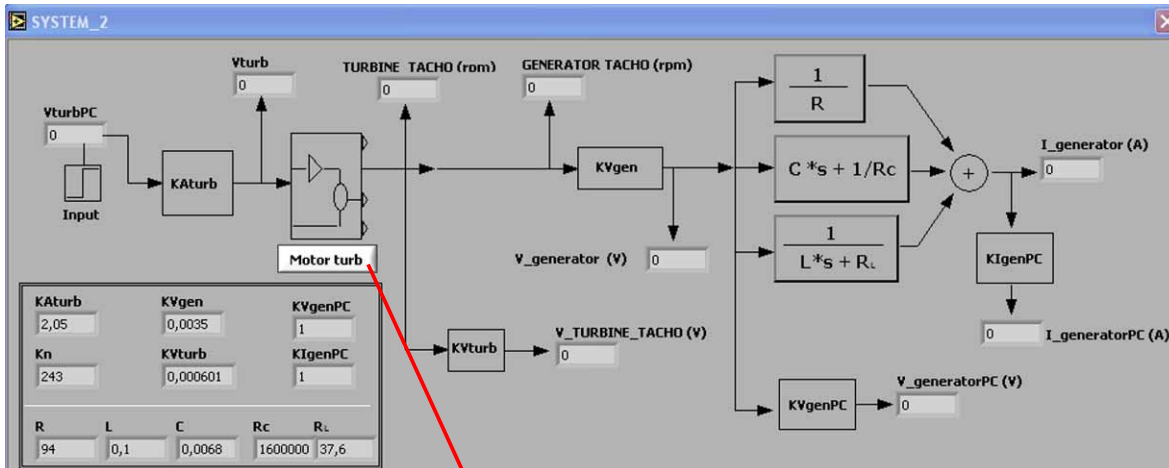 SYSTEM_2
Vturb
0
TURBINE TACHO (rpm)
0
GENERATOR TACHO (rpm)
0
VturbPC
0
Input
KAturb
Motor turb
KVgen
V_generator (V)
0
1
R
C *s + 1/Rc
1
L*s + RL
+
I_generator (A)
0
KIgenPC
0
I_generatorPC (A)
KVturb
V_TURBINE_TACHO (V)
0
KVgenPC
V_generatorPC (V)
0
KAturb KVgen KVgenPC
2,05 0,0035 1
Kn KVturb KIgenPC
243 0,000601 1
R L C Rc RL
94 0,1 0,0068 1600000 37,6